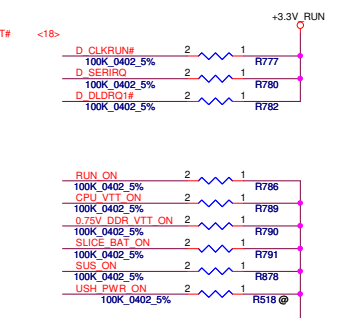 +3.3V_RUN
T# <18>
D_CLKRUN# 2 1
100K_0402_5% R777
D_SERIRQ 2 1
100K_0402_5% R780
D_DLDRQ1# 2 1
100K_0402_5% R782
RUN_ON 2 1
100K_0402_5% R786
CPU_VTT_ON 2 1
100K_0402_5% R789
0.75V_DDR_VTT_ON 2 1
100K_0402_5% R790
SLICE_BAT_ON 2 1
100K_0402_5% R791
SUS_ON 2 1
100K_0402_5% R878
USH_PWR_ON 2 1
100K_0402_5% R518 @